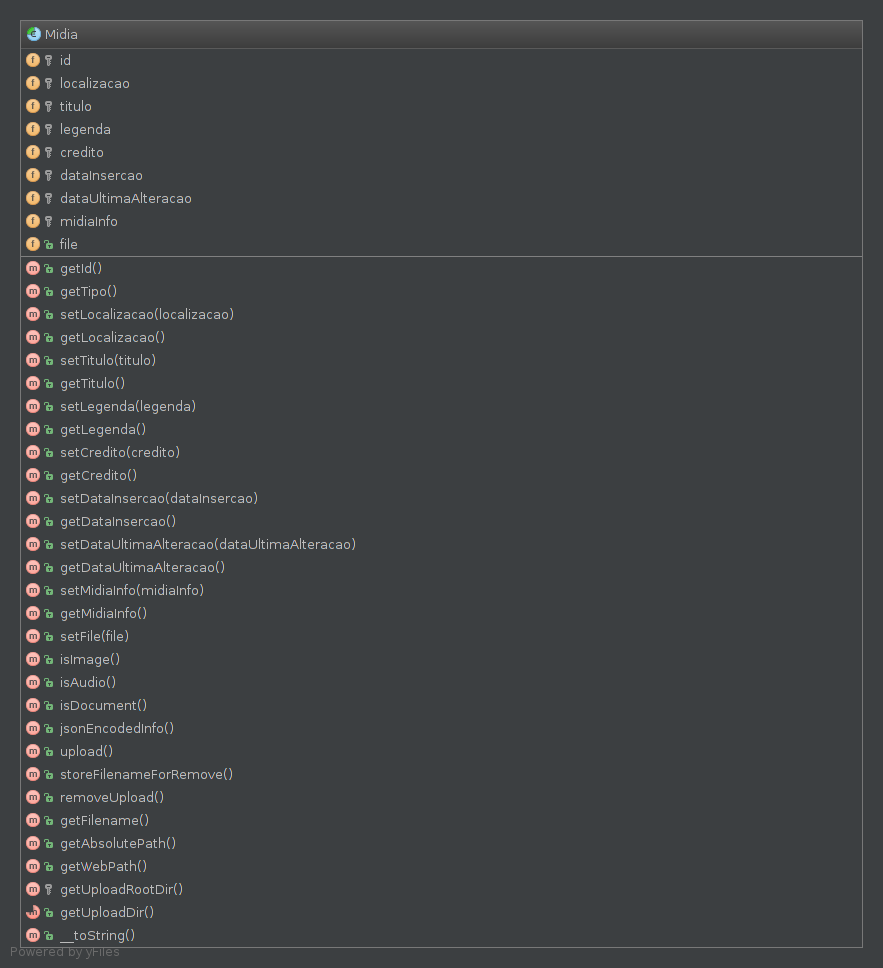 Midia
id
localizacao
titulo
legenda
credito
dataInsercao
dataUltimaAlteracao
midiaInfo
file
getId()
getTipo()
setLocalizacao(localizacao)
getLocalizacao()
setTitulo(titulo)
getTitulo()
setLegenda(legenda)
getLegenda()
setCredito(credito)
getCredito()
setDataInsercao(dataInsercao)
getDataInsercao()
setDataUltimaAlteracao(dataUltimaAlteracao)
getDataUltimaAlteracao()
setMidiaInfo(midiaInfo)
getMidiaInfo()
setFile(file)
isImage()
isAudio()
isDocument()
jsonEncodedInfo()
upload()
storeFilenameForRemove()
removeUpload()
getFilename()
getAbsolutePath()
getWebPath()
getUploadRootDir()
getUploadDir()
__toString()
Powered by yFiles